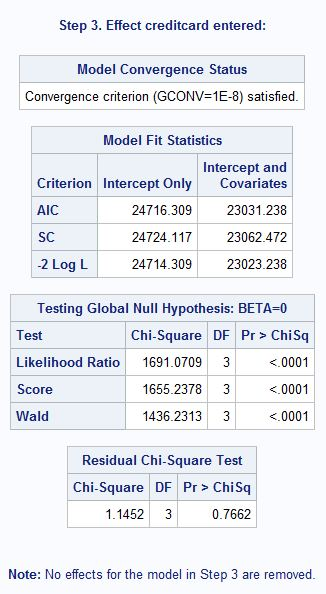 Step 3. Effect creditcard entered:
Model Convergence Status
Convergence criterion (GCONV=1E-8) satisfied.
Model Fit Statistics
Criterion Intercept Only Intercept and Covariates
AIC 24716.309 23031.238
SC 24724.117 23062.472
-2 Log L 24714.309 23023.238
Testing Global Null Hypothesis: BETA=0
Test Chi-Square DF Pr > ChiSq
Likelihood Ratio 1691.0709 3 <.0001
Score 1655.2378 3 <.0001
Wald 1436.2313 3 <.0001
Residual Chi-Square Test
Chi-Square DF Pr > ChiSq
1.1452 3 0.7662
Note: No effects for the model in Step 3 are removed.